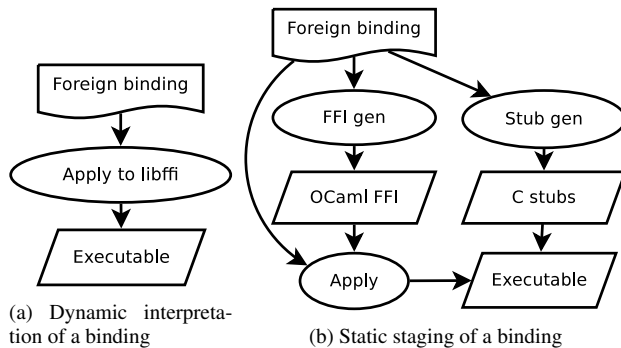 Foreign binding
Apply to libffi
Executable
(a) Dynamic interpreta-
tion of a binding
Foreign binding
FFI gen
Stub gen
OCaml FFI
C stubs
Apply
Executable
(b) Static staging of a binding